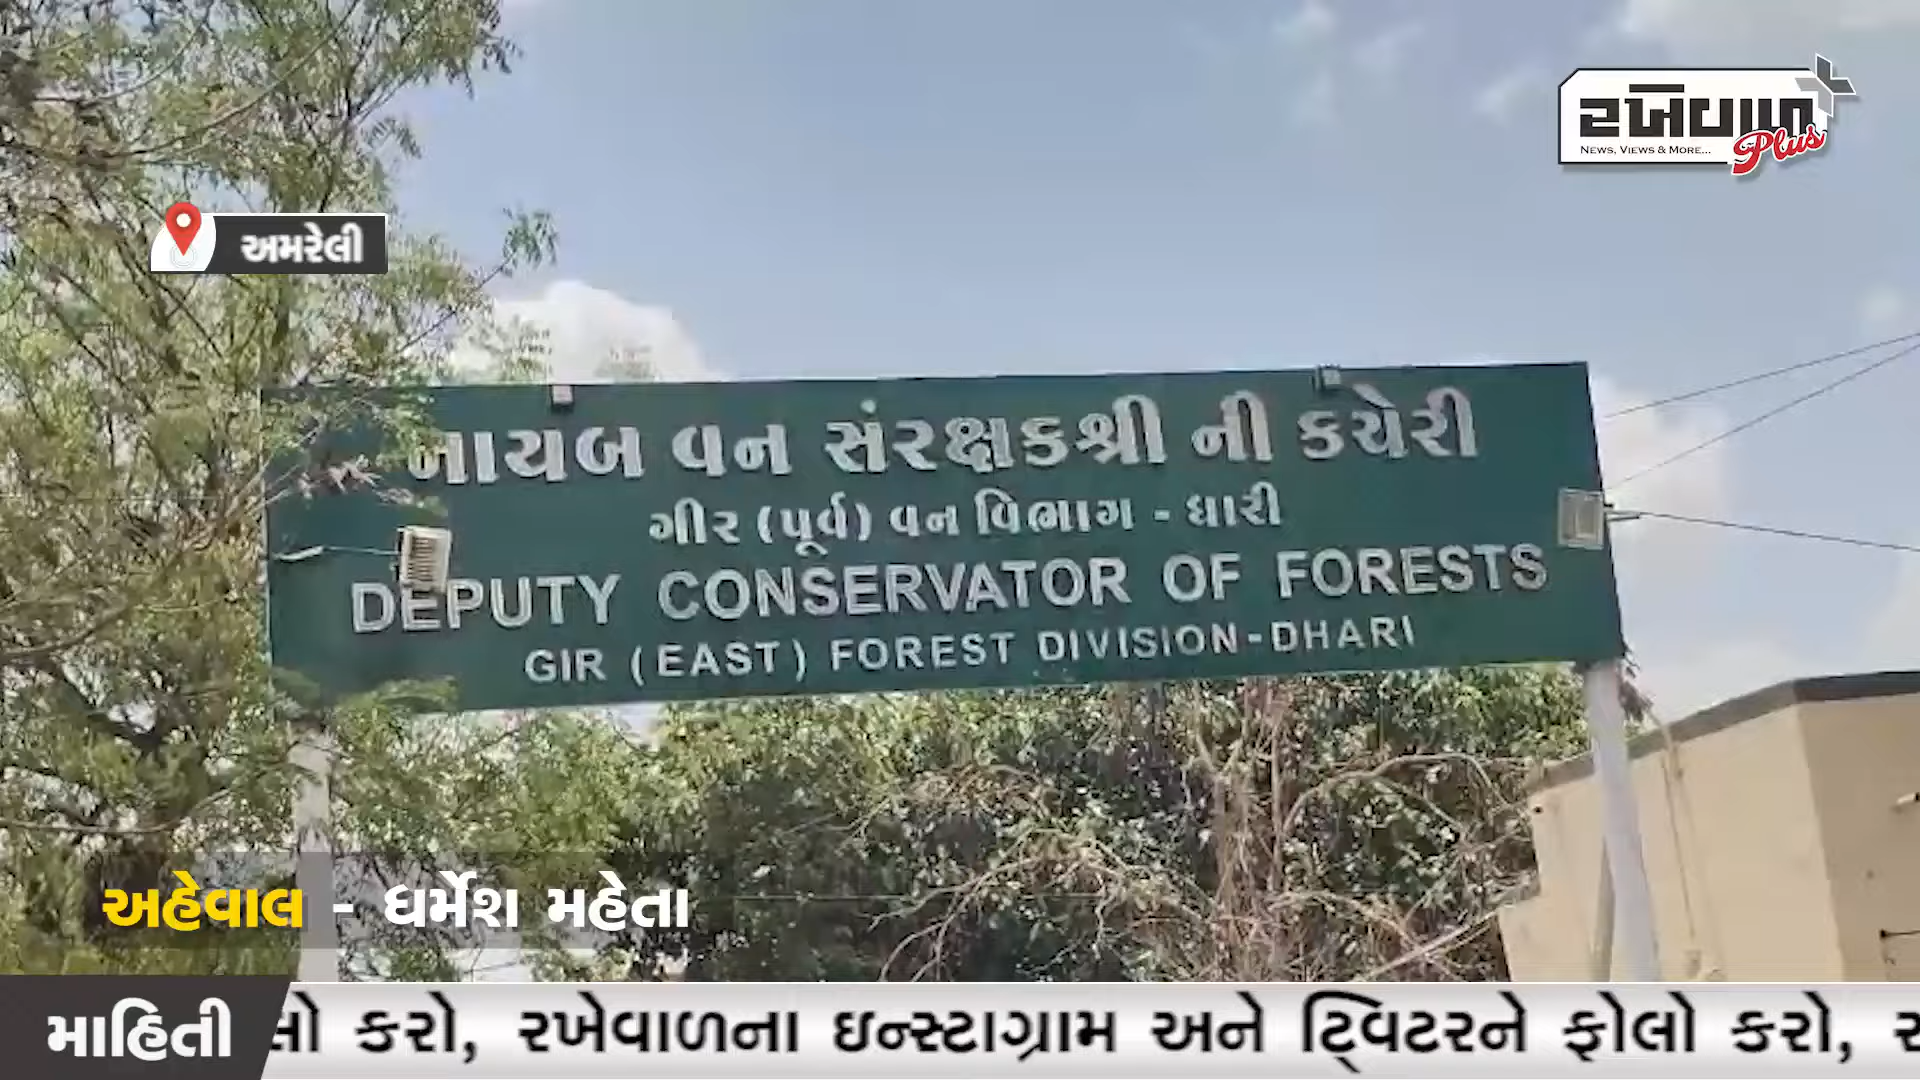 રખેવાળ
Plus
NEWS, VIEWS & MORE...
અમરેલી
નાયબ વન સંરક્ષકશ્રી ની કચેરી
ગીર (પૂર્વ) વન વિભાગ - ધારી
DEPUTY CONSERVATOR OF FORESTS
GIR (EAST) FOREST DIVISION-DHARI
અહેવાલ - ધર્મેશ મહેતા
માહિતી
કરો, રખેવાળના ઇન્સ્ટાગ્રામ અને ટ્વિટરને ફોલો કરો,